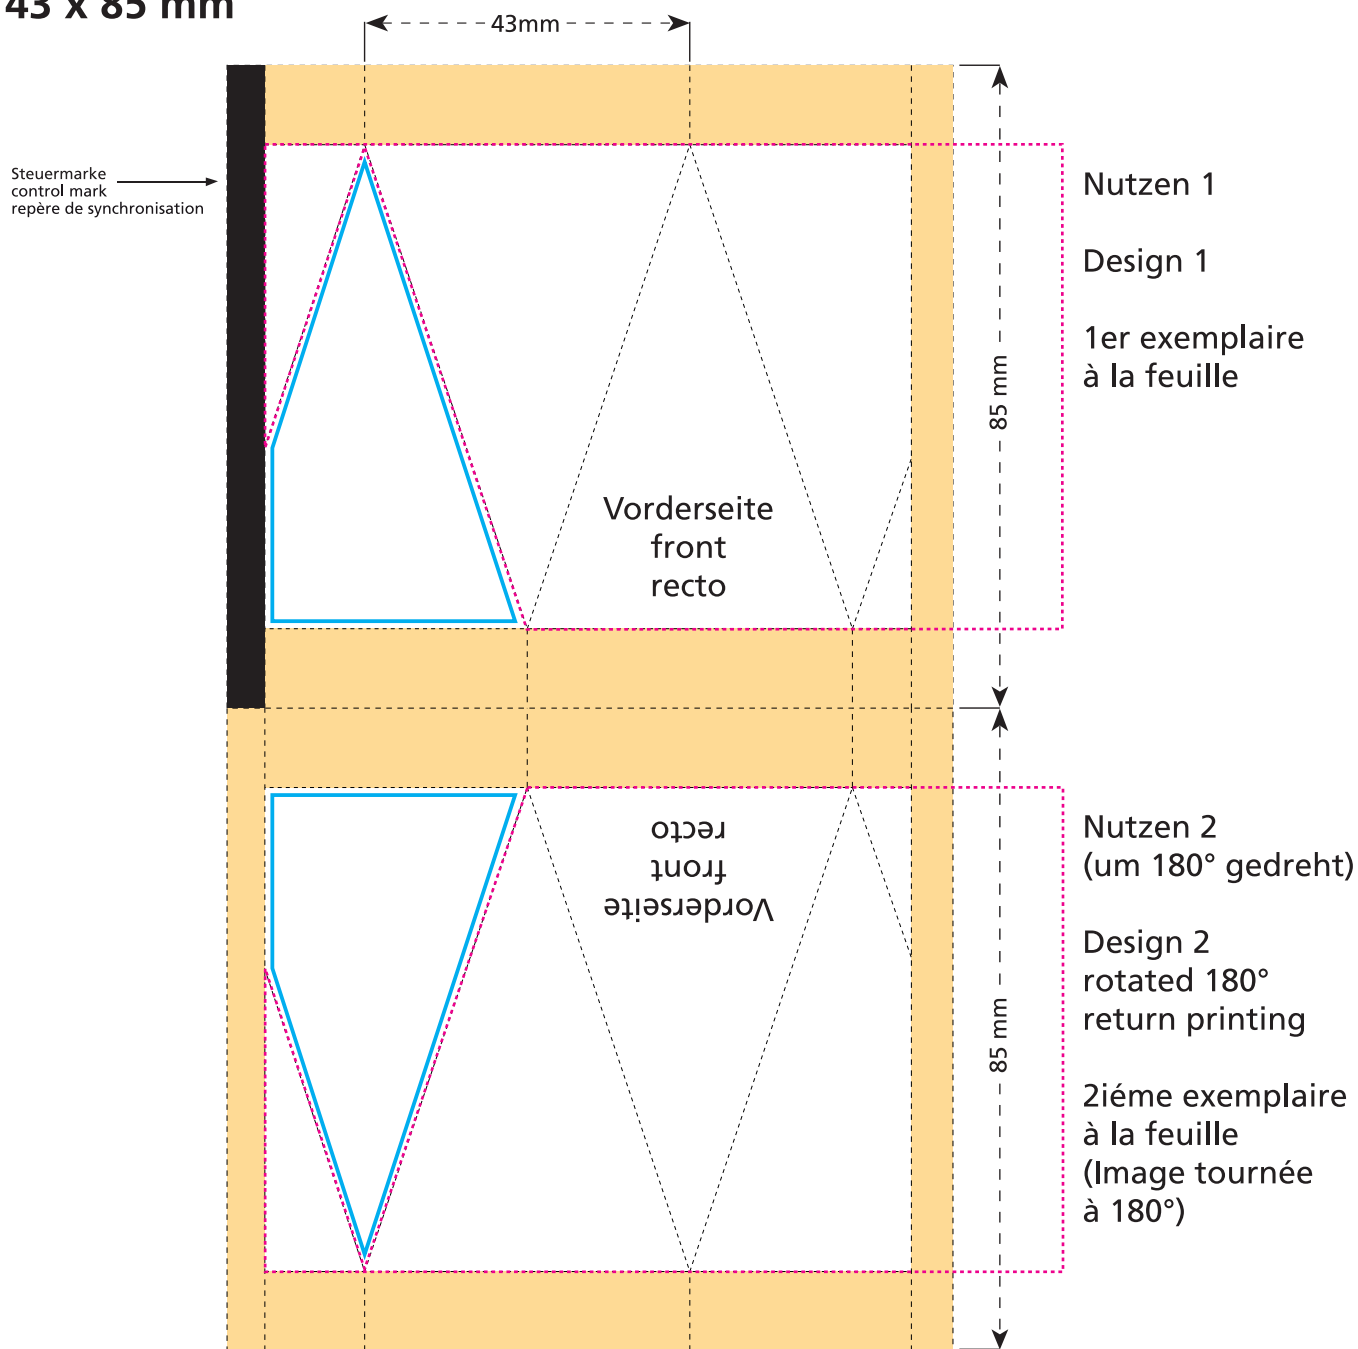 43 x 85 mm
43mm
Steuermarke
control mark
repère de synchronisation
Nutzen 1
Design 1
1er exemplaire
à la feuille
85 mm
Vorderseite
front
recto
Vorderseite
front
recto
85 mm
Nutzen 2
(um 180° gedreht)
Design 2
rotated 180°
return printing
2iéme exemplaire
à la feuille
(Image tournée
à 180°)